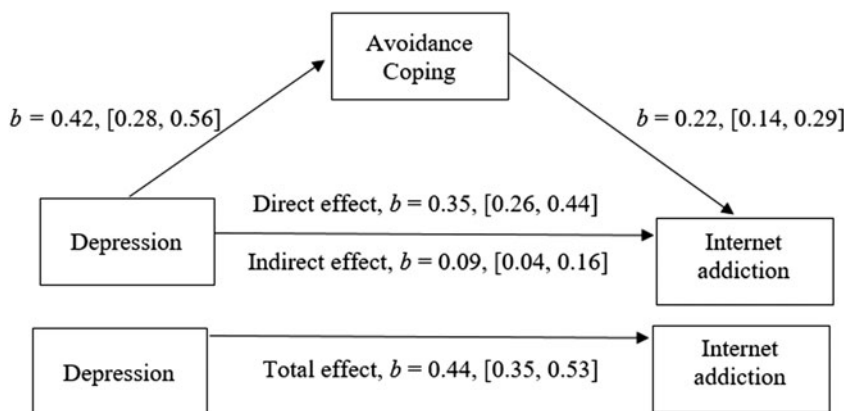 Avoidance
Coping
b = 0.42, [0.28, 0.56]
b = 0.22, [0.14, 0.29]
Direct effect, b = 0.35, [0.26, 0.44]
Depression
Internet
addiction
Indirect effect, b = 0.09, [0.04, 0.16]
Depression
Total effect, b = 0.44, [0.35, 0.53]
Internet
addiction